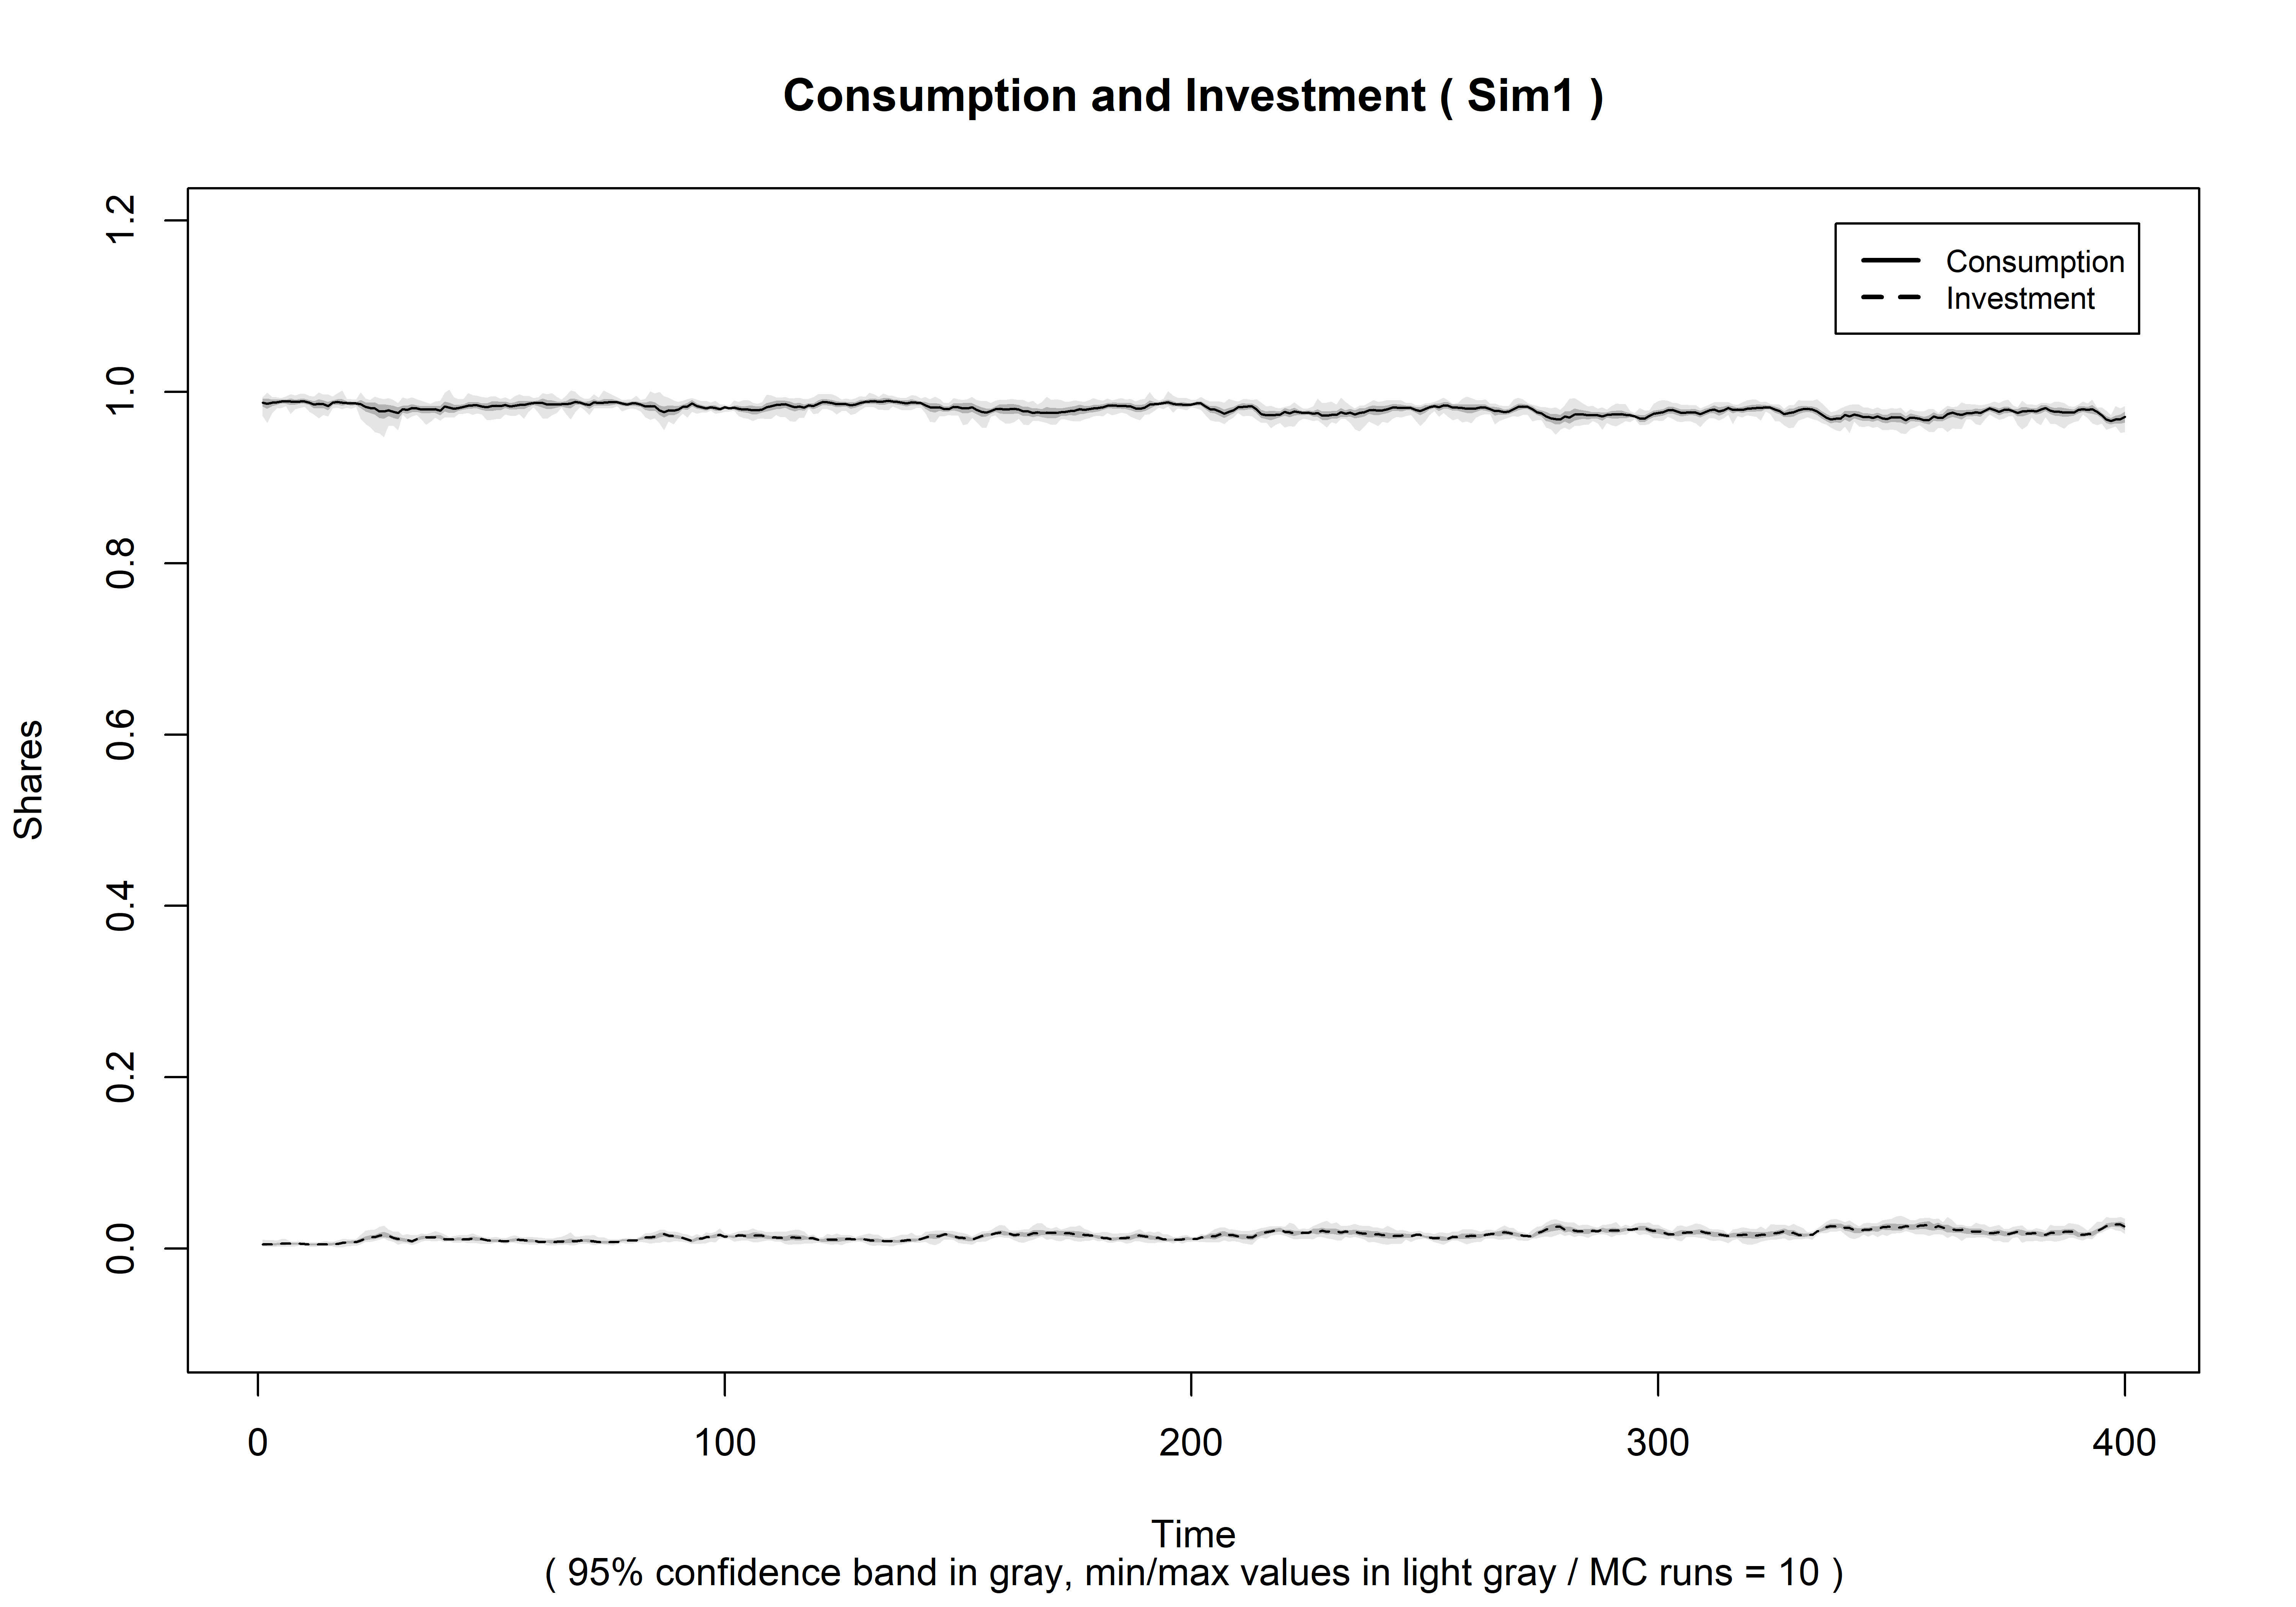 Consumption and Investment ( Sim1 )
1.2
1.0
0.8
0.6
0.4
0.2
0.0
Shares
Consumption
Investment
0 100 200 300 400
Time
( 95% confidence band in gray, min/max values in light gray / MC runs = 10 )